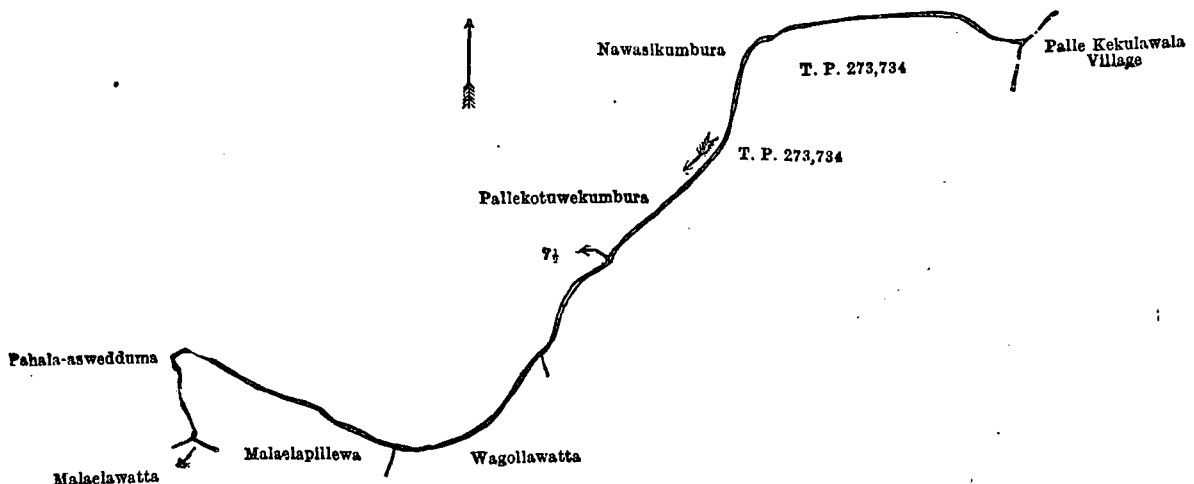 Nawasikumbura
Palle Kekulawala
Village
T. P. 273,734
T. P. 273,734
Pallekotuwekumbura
7½
Pahala-aswedduma
Malaelapillewa
Wagollawatta
Malaelawatta